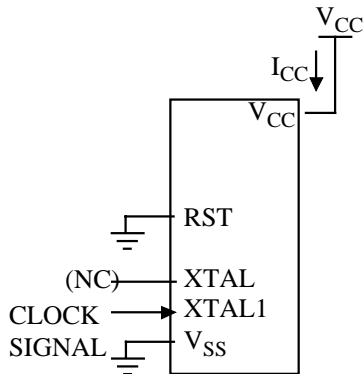 VCC
ICC
VCC
RST
(NC) XTAL
CLOCK XTAL1
SIGNAL VSS